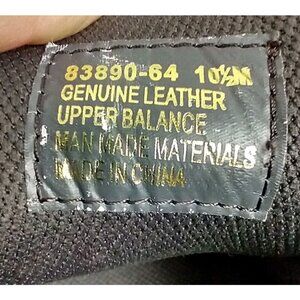 83890-64 10½M
GENUINE LEATHER
UPPER BALANCE
MAN MADE MATERIALS
MADE IN CHINA